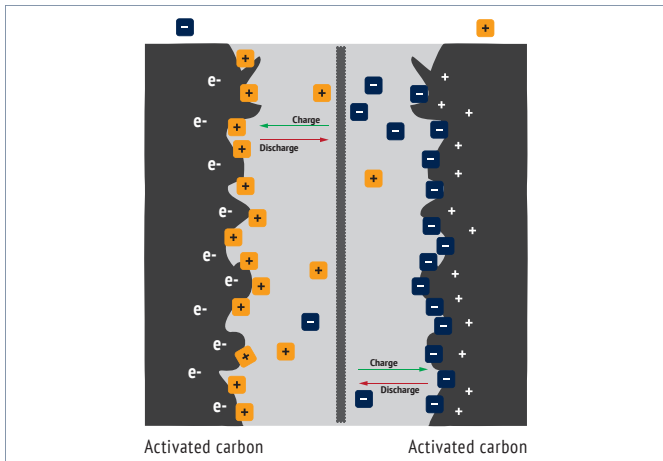 - +
e-
Charge
e-
Discharge
e-
e-
e-
e-
e-
e-
Charge
e-
Discharge
e-
Activated carbon
Activated carbon